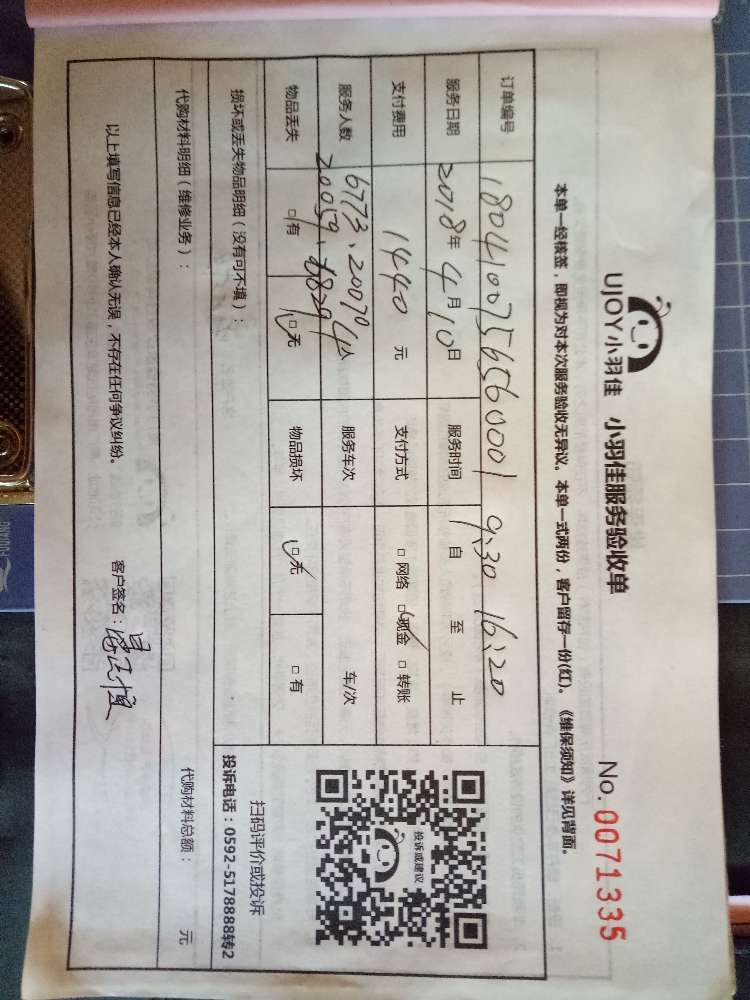 UJOY小羽佳 小羽佳服务验收单 No. 0071335
本单一经核签，即视为对本次服务验收无异议。本单一式两份，客户留存一份(红)。《维保须知》详见背面。
订单编号 1804100756560001 9:30 16:20
服务日期 2018年4月10日 服务时间 自 至 止
支付费用 1440 元 支付方式 □ 网络 □ 现金 □ 转账
服务人数 6773、20070 4人 服务车次 车/次
20059、
物品丢失 □ 有 □ 无 物品损坏 □ 无 □ 有
损坏或丢失物品明细（没有可不填）：
投诉或建议
扫码评价或投诉
投诉电话：0592-5178888转2
代购材料明细（维修业务）： 代购材料总额： 元
以上填写信息已经本人确认无误，不存在任何争议纠纷。 客户签名：